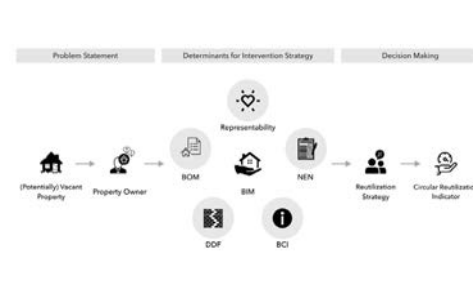 Problem Statement
Determinants for Intervention Strategy
Decision Making
Representability
BOM
BIM
NEN
(Potentially) Vacant
Property
Property Owner
Reutilization
Strategy
Circular Reutilization
Indicator
DDF
BCI